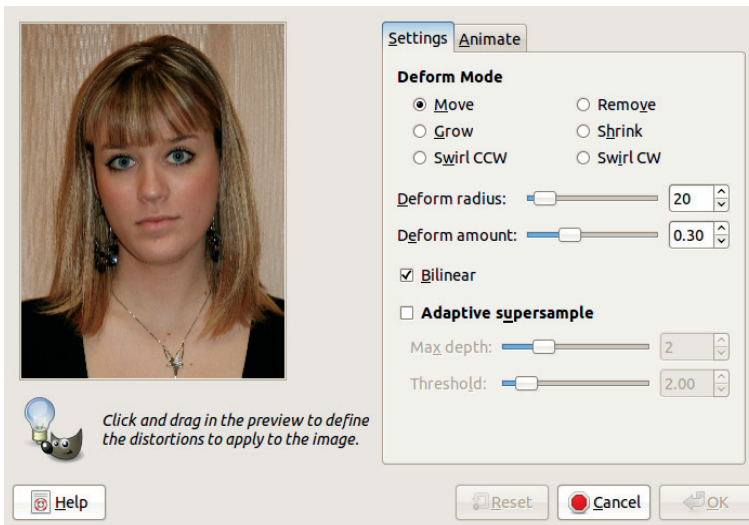 Settings Animate
Deform Mode
Move Remove
Grow Shrink
Swirl CCW Swirl CW
Deform radius: 20
Deform amount: 0.30
Bilinear
Adaptive supersample
Max depth: 2
Threshold: 2.00
Click and drag in the preview to define
the distortions to apply to the image.
Help Reset Cancel OK